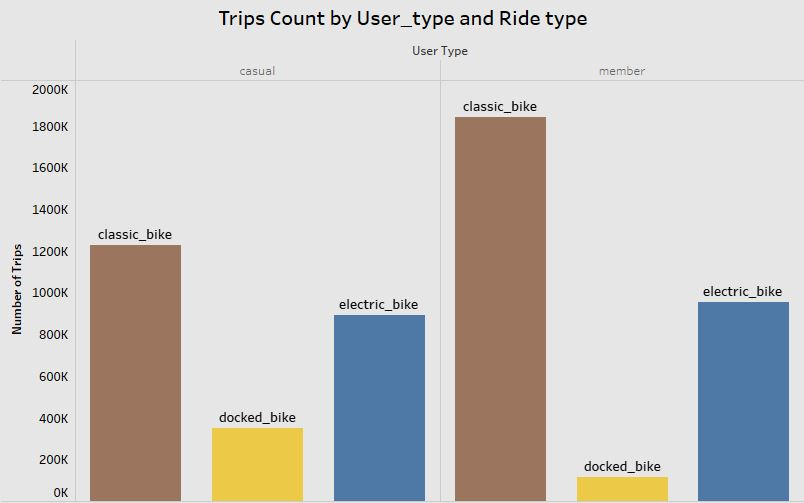 Trips Count by User_type and Ride type
User Type
casual
member
Number of Trips
2000K
1800K
1600K
1400K
1200K
1000K
800K
600K
400K
200K
0K
classic_bike
docked_bike
electric_bike
classic_bike
docked_bike
electric_bike